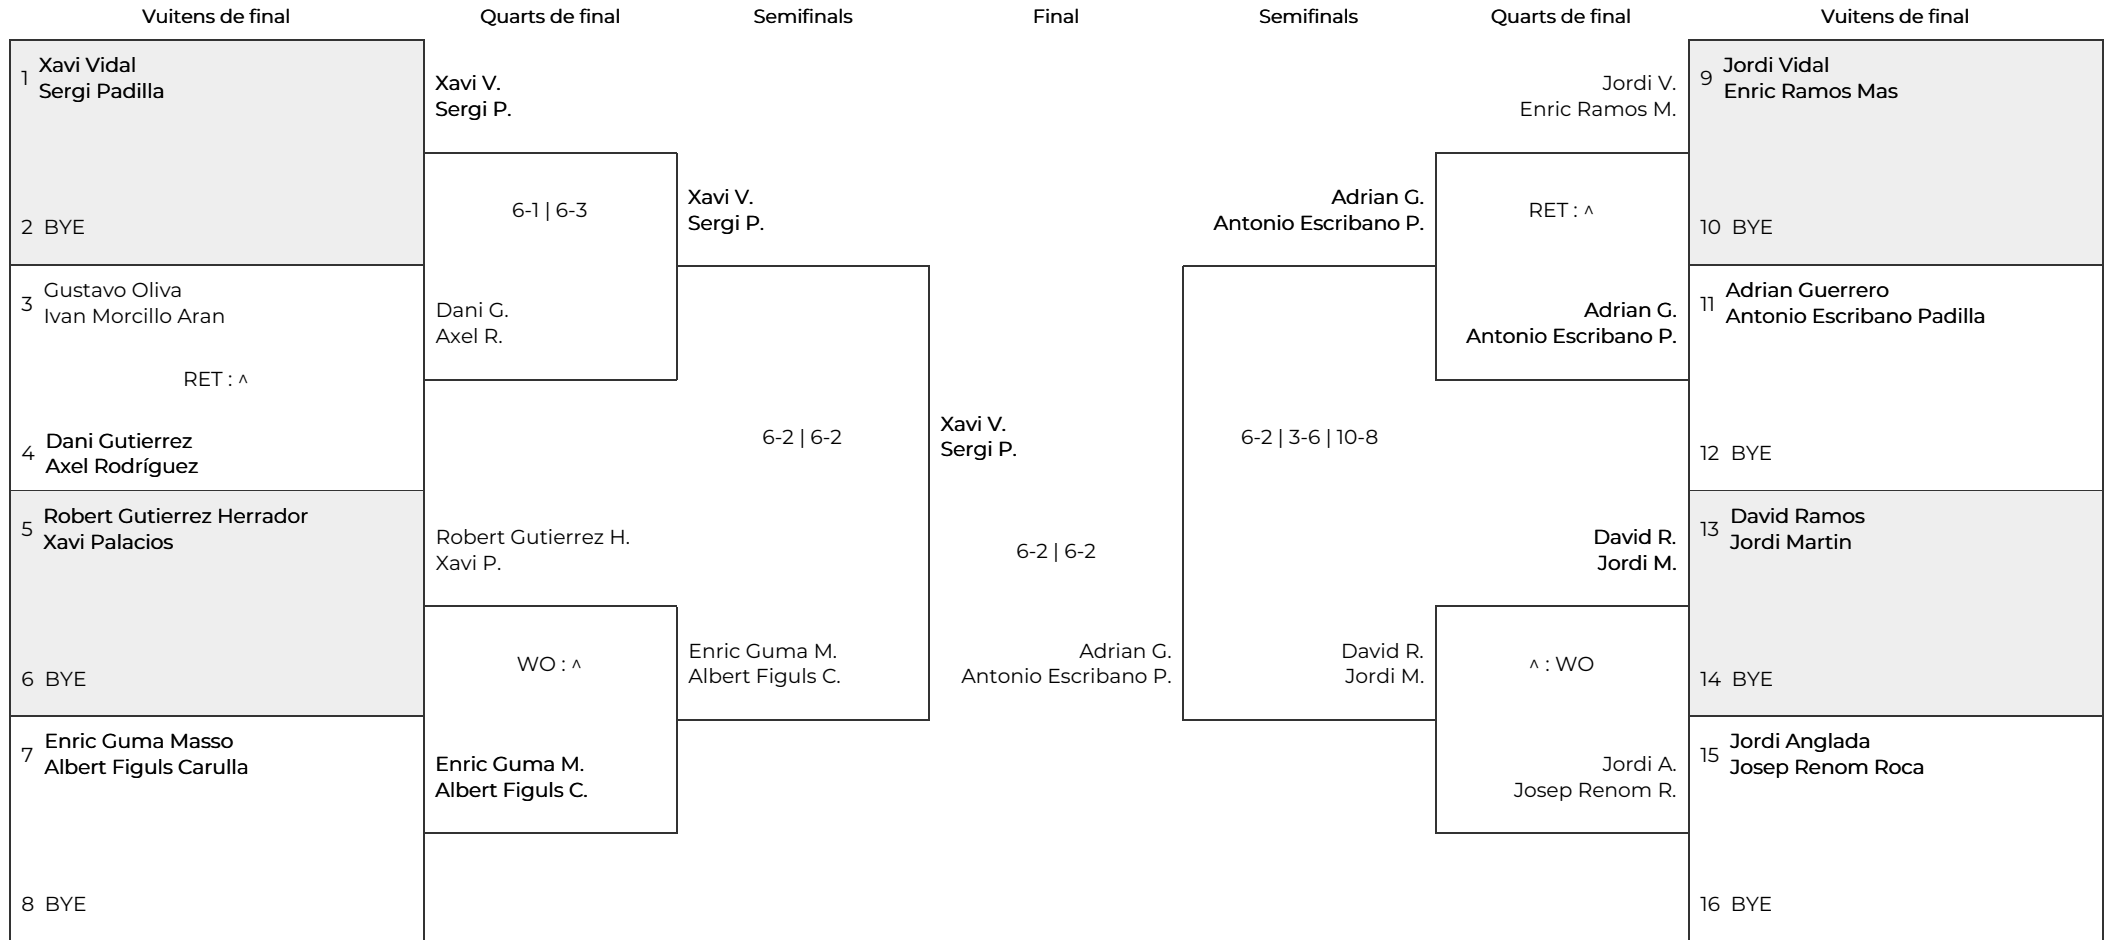 Vuitens de final
Quarts de final
Semifinals
Final
Semifinals
Quarts de final
Vuitens de final
1 Xavi Vidal
Sergi Padilla
2 BYE
3 Gustavo Oliva
Ivan Morcillo Aran
RET : ^
4 Dani Gutierrez
Axel Rodríguez
5 Robert Gutierrez Herrador
Xavi Palacios
6 BYE
7 Enric Guma Masso
Albert Figuls Carulla
8 BYE
Xavi V.
Sergi P.
6-1 | 6-3
Dani G.
Axel R.
Robert Gutierrez H.
Xavi P.
WO : ^
Enric Guma M.
Albert Figuls C.
Xavi V.
Sergi P.
6-2 | 6-2
Enric Guma M.
Albert Figuls C.
Xavi V.
Sergi P.
6-2 | 6-2
Adrian G.
Antonio Escribano P.
Adrian G.
Antonio Escribano P.
6-2 | 3-6 | 10-8
David R.
Jordi M.
Jordi V.
Enric Ramos M.
RET : ^
Adrian G.
Antonio Escribano P.
David R.
Jordi M.
^ : WO
Jordi A.
Josep Renom R.
9 Jordi Vidal
Enric Ramos Mas
10 BYE
11 Adrian Guerrero
Antonio Escribano Padilla
12 BYE
13 David Ramos
Jordi Martin
14 BYE
15 Jordi Anglada
Josep Renom Roca
16 BYE